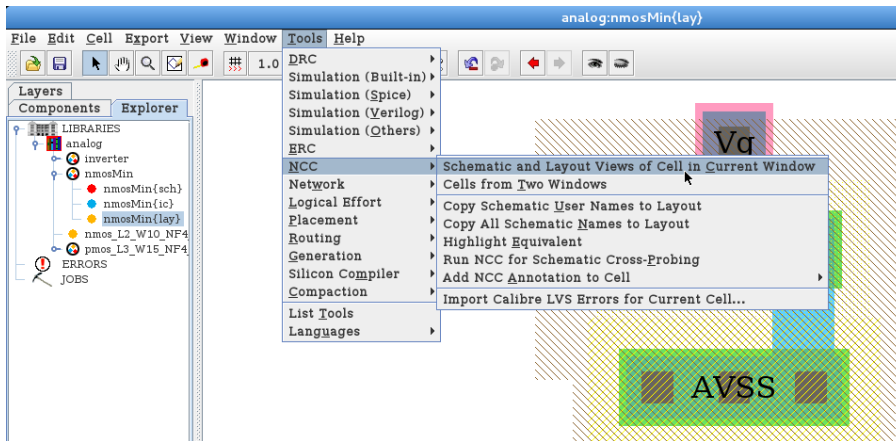 analog:nmosMin{lay}
File Edit Cell Export View Window Tools Help
1.0
Layers
Components Explorer
LIBRARIES
analog
inverter
nmosMin
nmosMin{sch}
nmosMin{ic}
nmosMin{lay}
nmos_L2_W10_NF4
pmos_L3_W15_NF4
ERRORS
JOBS
DRC
Simulation (Built-in)
Simulation (Spice)
Simulation (Verilog)
Simulation (Others)
ERC
NCC
Network
Logical Effort
Placement
Routing
Generation
Silicon Compiler
Compaction
List Tools
Languages
Schematic and Layout Views of Cell in Current Window
Cells from Two Windows
Copy Schematic User Names to Layout
Copy All Schematic Names to Layout
Highlight Equivalent
Run NCC for Schematic Cross-Probing
Add NCC Annotation to Cell
Import Calibre LVS Errors for Current Cell...
Vg
AVSS